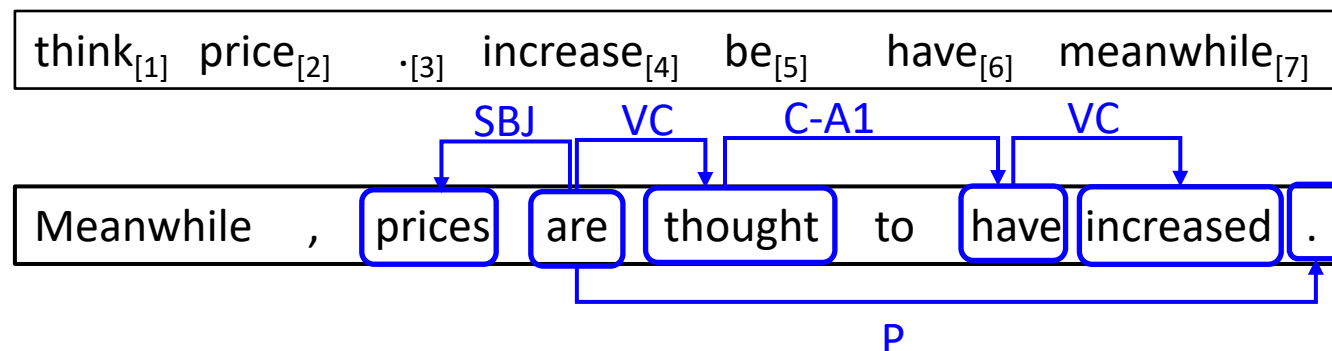 think[1] price[2] .[3] increase[4] be[5] have[6] meanwhile[7]
SBJ VC C-A1 VC
Meanwhile , prices are thought to have increased .
P